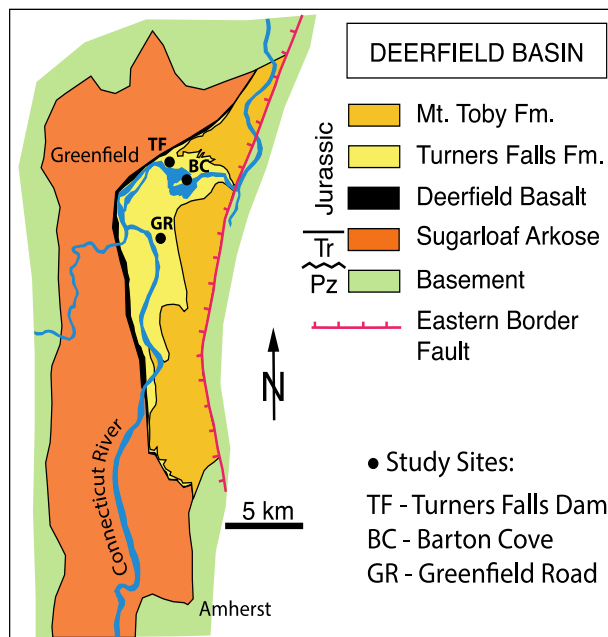 DEERFIELD BASIN
Mt. Toby Fm.
Turners Falls Fm.
Deerfield Basalt
Sugarloaf Arkose
Basement
Eastern Border
Fault
Jurassic
Tr
Pz
TF
Greenfield
BC
GR
N
Connecticut River
5 km
Amherst
● Study Sites:
TF - Turners Falls Dam
BC - Barton Cove
GR - Greenfield Road